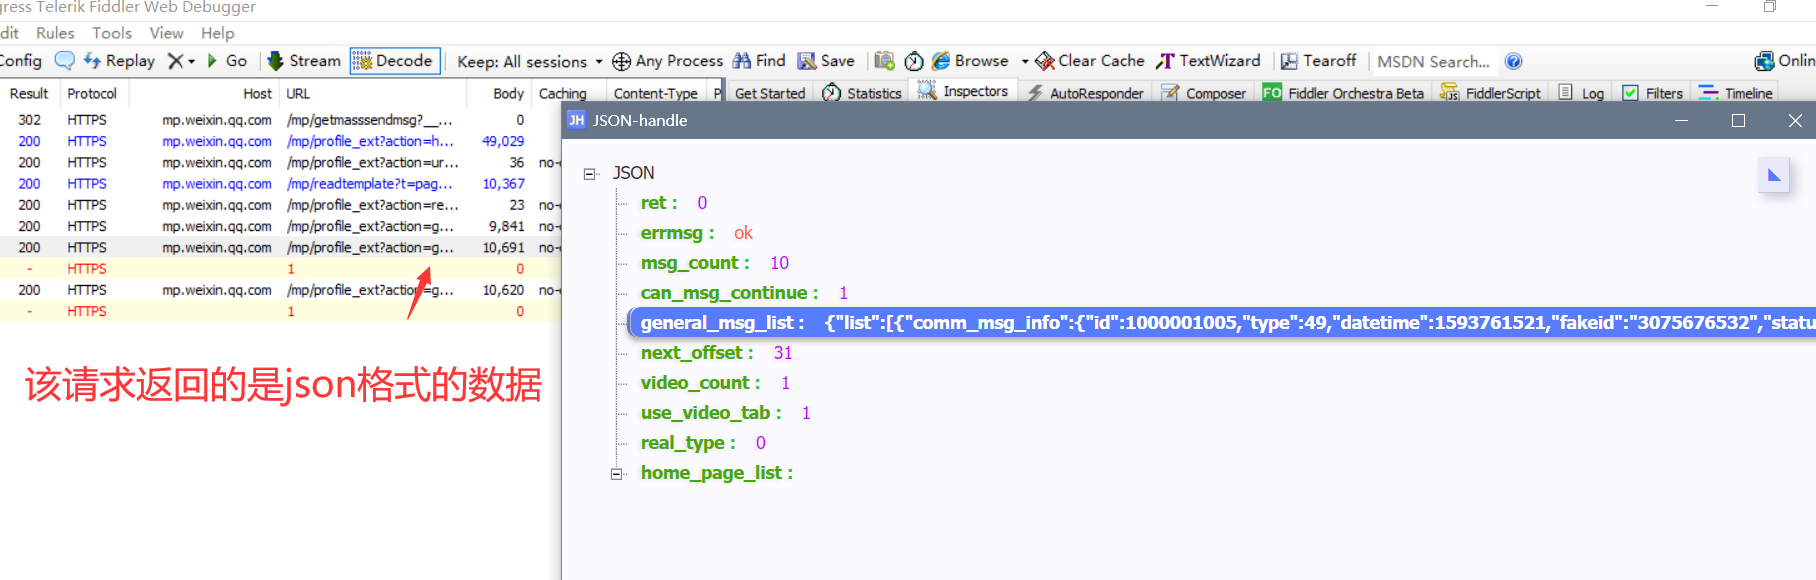 gress Telerik Fiddler Web Debugger
dit Rules Tools View Help
Config Replay Go Stream Decode Keep: All sessions Any Process Find Save Browse Clear Cache TextWizard Tearoff MSDN Search... Onlin
Result Protocol Host URL Body Caching Content-Type P Get Started Statistics Inspectors AutoResponder Composer FO Fiddler Orchestra Beta FiddlerScript Log Filters Timeline
302 HTTPS mp.weixin.qq.com /mp/getmasssendmsg?__... 0
200 HTTPS mp.weixin.qq.com /mp/profile_ext?action=h... 49,029
200 HTTPS mp.weixin.qq.com /mp/profile_ext?action=ur... 36 no-
200 HTTPS mp.weixin.qq.com /mp/readtemplate?t=pag... 10,367
200 HTTPS mp.weixin.qq.com /mp/profile_ext?action=re... 23 no-
200 HTTPS mp.weixin.qq.com /mp/profile_ext?action=g... 9,841 no-
200 HTTPS mp.weixin.qq.com /mp/profile_ext?action=g... 10,691 no-
- HTTPS 1 0
200 HTTPS mp.weixin.qq.com /mp/profile_ext?action=g... 10,620 no-
- HTTPS 1 0
该请求返回的是json格式的数据
JH JSON-handle
JSON
ret : 0
errmsg : ok
msg_count : 10
can_msg_continue : 1
general_msg_list : {"list":[{"comm_msg_info":{"id":1000001005,"type":49,"datetime":1593761521,"fakeid":"3075676532","statu
next_offset : 31
video_count : 1
use_video_tab : 1
real_type : 0
home_page_list :